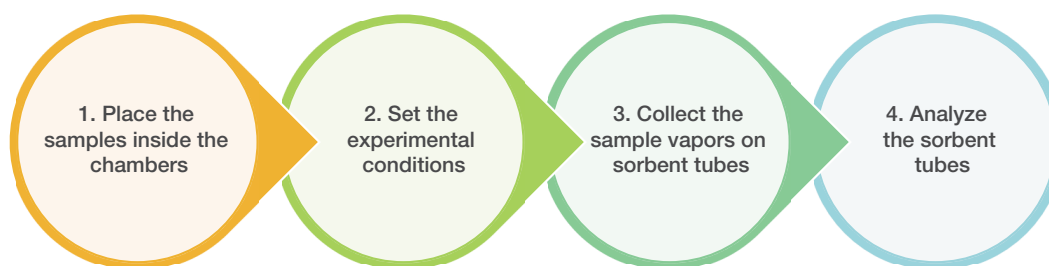 1. Place the
samples inside the
chambers
2. Set the
experimental
conditions
3. Collect the
sample vapors on
sorbent tubes
4. Analyze
the sorbent
tubes